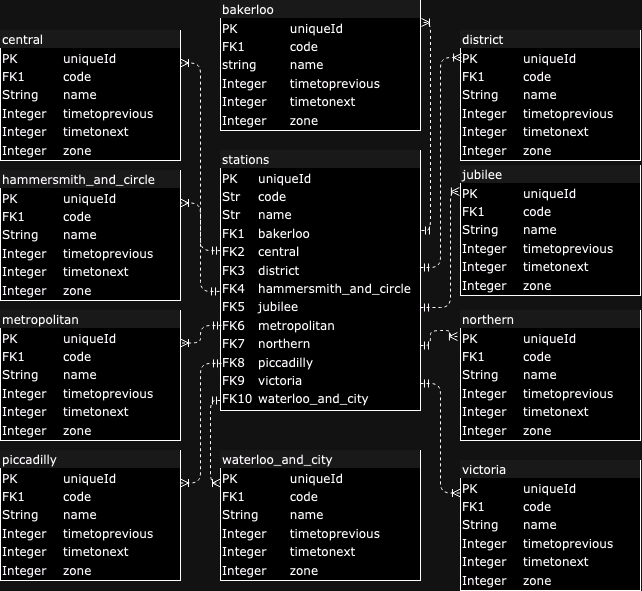 bakerloo
PK uniqueId
FK1 code
string name
Integer timetoprevious
Integer timetonext
Integer zone
central
PK uniqueId
FK1 code
String name
Integer timetoprevious
Integer timetonext
Integer zone
district
PK uniqueId
FK1 code
String name
Integer timetoprevious
Integer timetonext
Integer zone
stations
PK uniqueId
Str code
Str name
FK1 bakerloo
FK2 central
FK3 district
FK4 hammersmith_and_circle
FK5 jubilee
FK6 metropolitan
FK7 northern
FK8 piccadilly
FK9 victoria
FK10 waterloo_and_city
hammersmith_and_circle
PK uniqueId
FK1 code
String name
Integer timetoprevious
Integer timetonext
Integer zone
jubilee
PK uniqueId
FK1 code
String name
Integer timetoprevious
Integer timetonext
Integer zone
metropolitan
PK uniqueId
FK1 code
String name
Integer timetoprevious
Integer timetonext
Integer zone
northern
PK uniqueId
FK1 code
String name
Integer timetoprevious
Integer timetonext
Integer zone
piccadilly
PK uniqueId
FK1 code
String name
Integer timetoprevious
Integer timetonext
Integer zone
waterloo_and_city
PK uniqueId
FK1 code
String name
Integer timetoprevious
Integer timetonext
Integer zone
victoria
PK uniqueId
FK1 code
String name
Integer timetoprevious
Integer timetonext
Integer zone